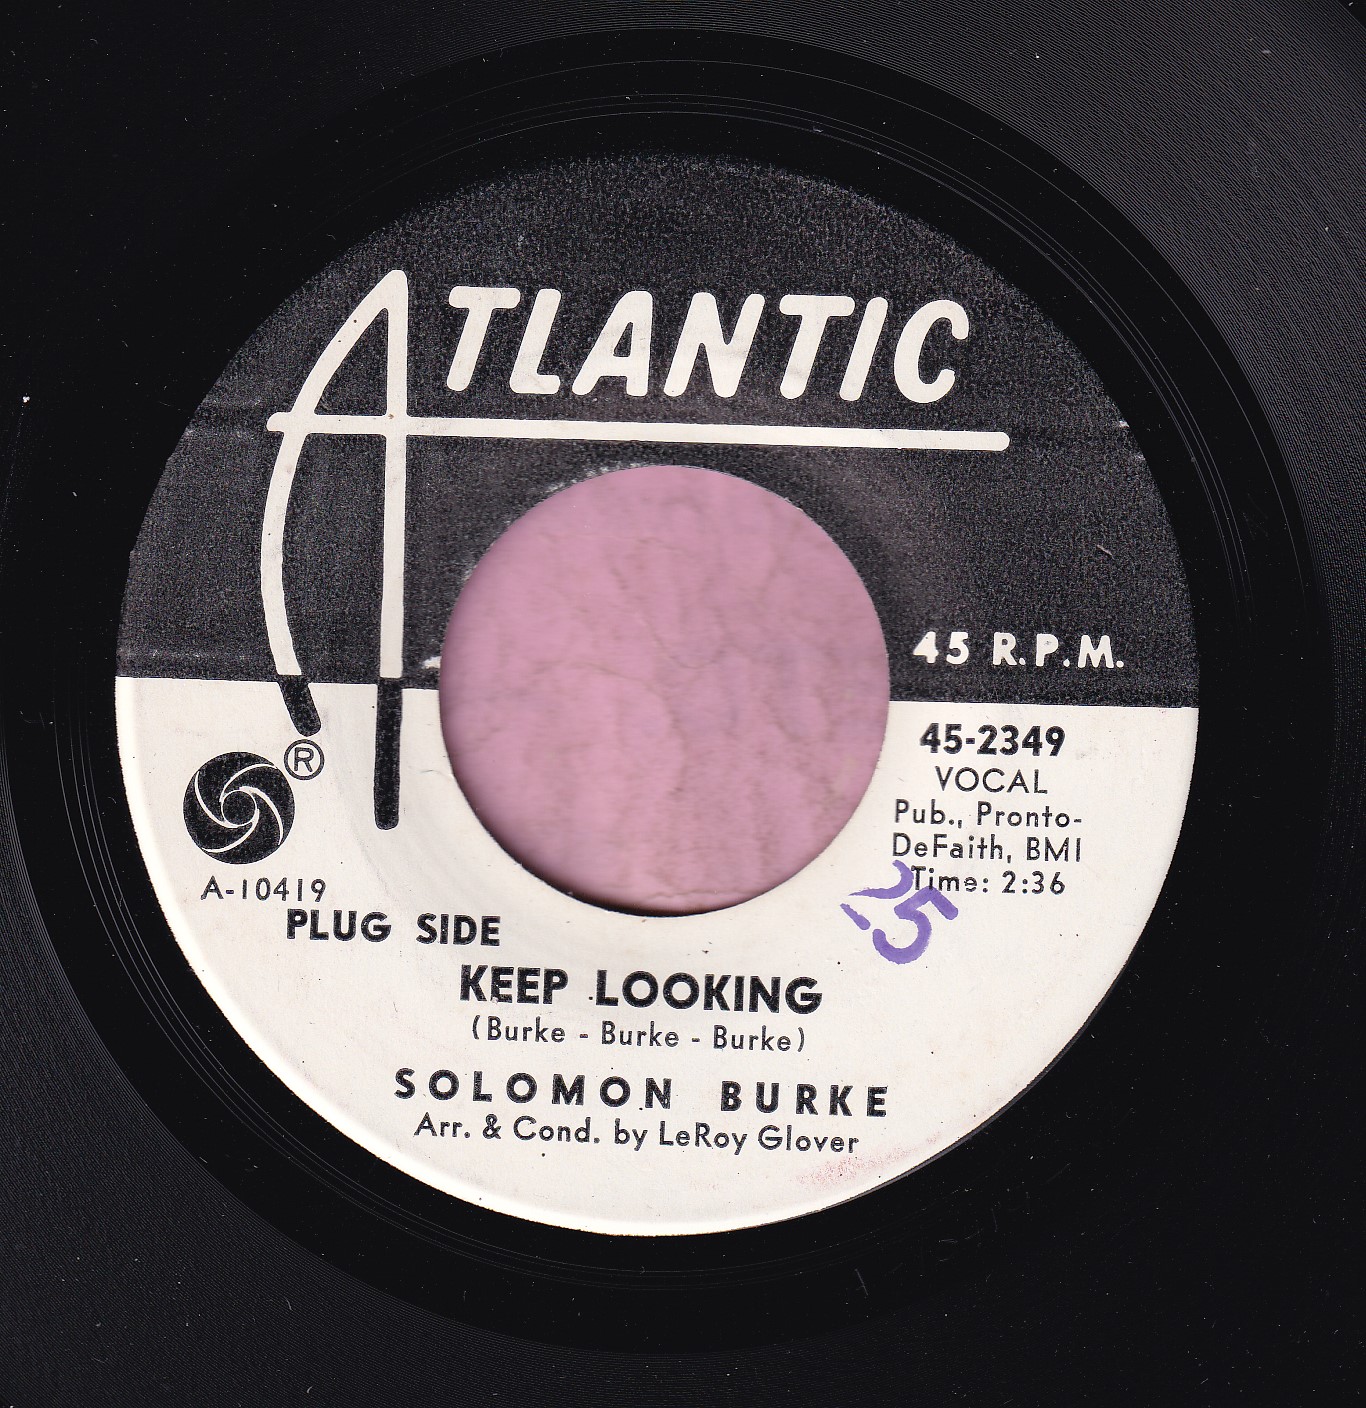 ATLANTIC
45 R.P.M.
45-2349
VOCAL
Pub., Pronto-
DeFaith, BMI
Time: 2:36
25
®
A-10419
PLUG SIDE
KEEP LOOKING
(Burke - Burke - Burke)
SOLOMON BURKE
Arr. & Cond. by LeRoy Glover